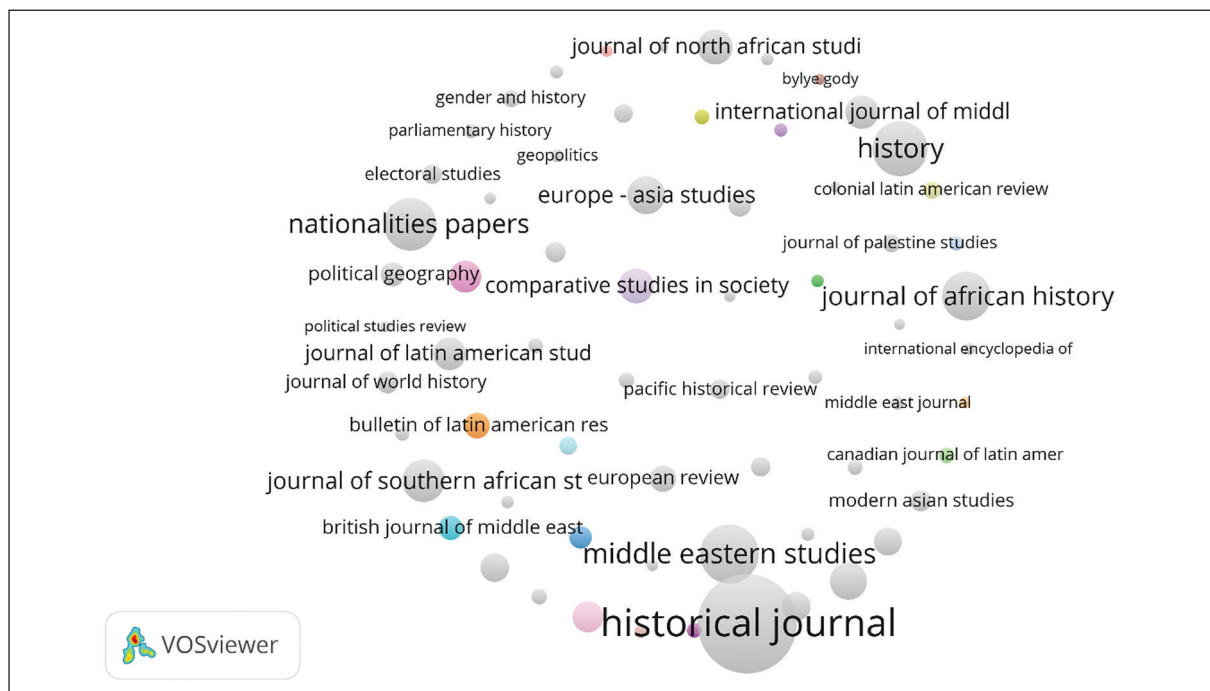 journal of north african studi
bylye gody
gender and history
international journal of middl
parliamentary history
history
geopolitics
electoral studies
colonial latin american review
europe - asia studies
nationalities papers
journal of palestine studies
political geography
comparative studies in society
journal of african history
political studies review
journal of latin american stud
international encyclopedia of
journal of world history
pacific historical review
middle east journal
bulletin of latin american res
canadian journal of latin amer
journal of southern african st
european review
modern asian studies
british journal of middle east
middle eastern studies
historical journal
VOSviewer